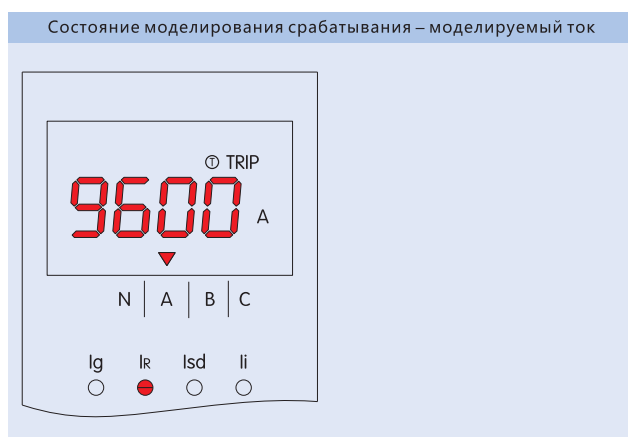 Состояние моделирования срабатывания – моделируемый ток
Ⓣ TRIP
9600 A
N A B C
Ig IR Isd Ii